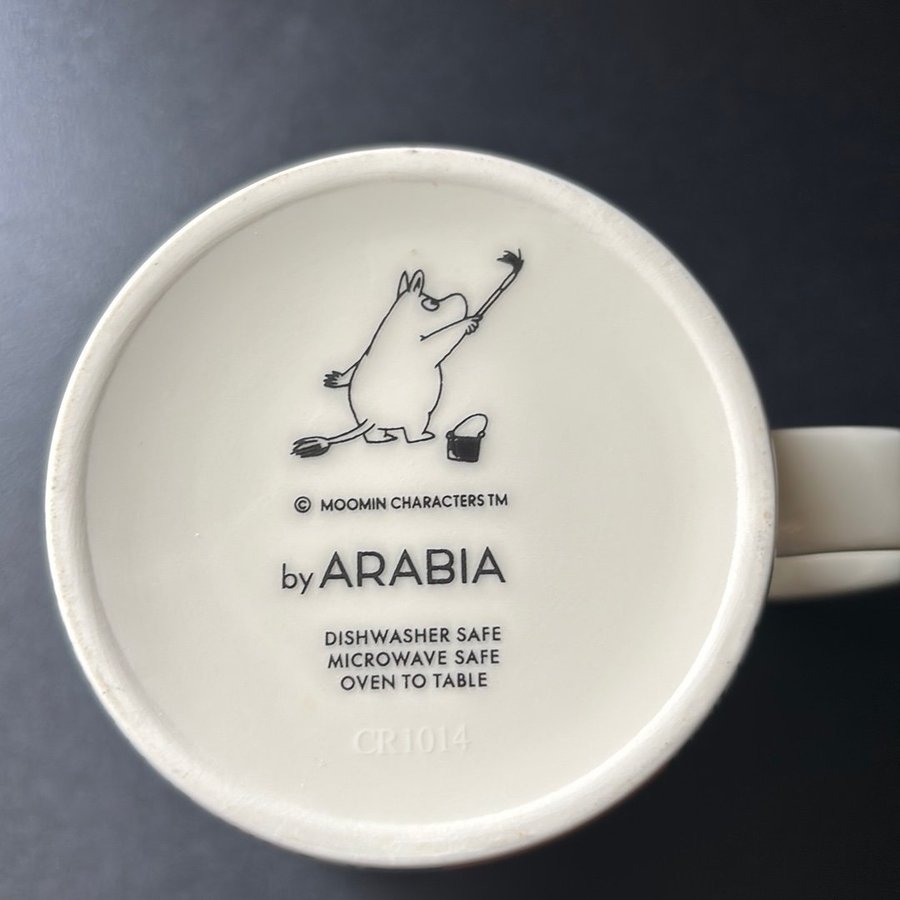 © MOOMIN CHARACTERS TM
by ARABIA
DISHWASHER SAFE
MICROWAVE SAFE
OVEN TO TABLE
CR1014